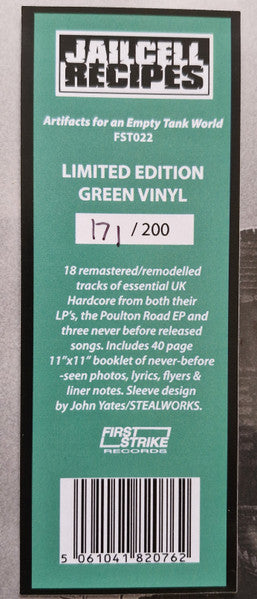 JAILCELL
RECIPES
Artifacts for an Empty Tank World
FST022
LIMITED EDITION
GREEN VINYL
171 / 200
18 remastered/remodelled
tracks of essential UK
Hardcore from both their
LP's, the Poulton Road EP and
three never before released
songs. Includes 40 page
11"x11" booklet of never-before
-seen photos, lyrics, flyers &
liner notes. Sleeve design
by John Yates/STEALWORKS.
FIRST
STRIKE
RECORDS
5 061041 820762